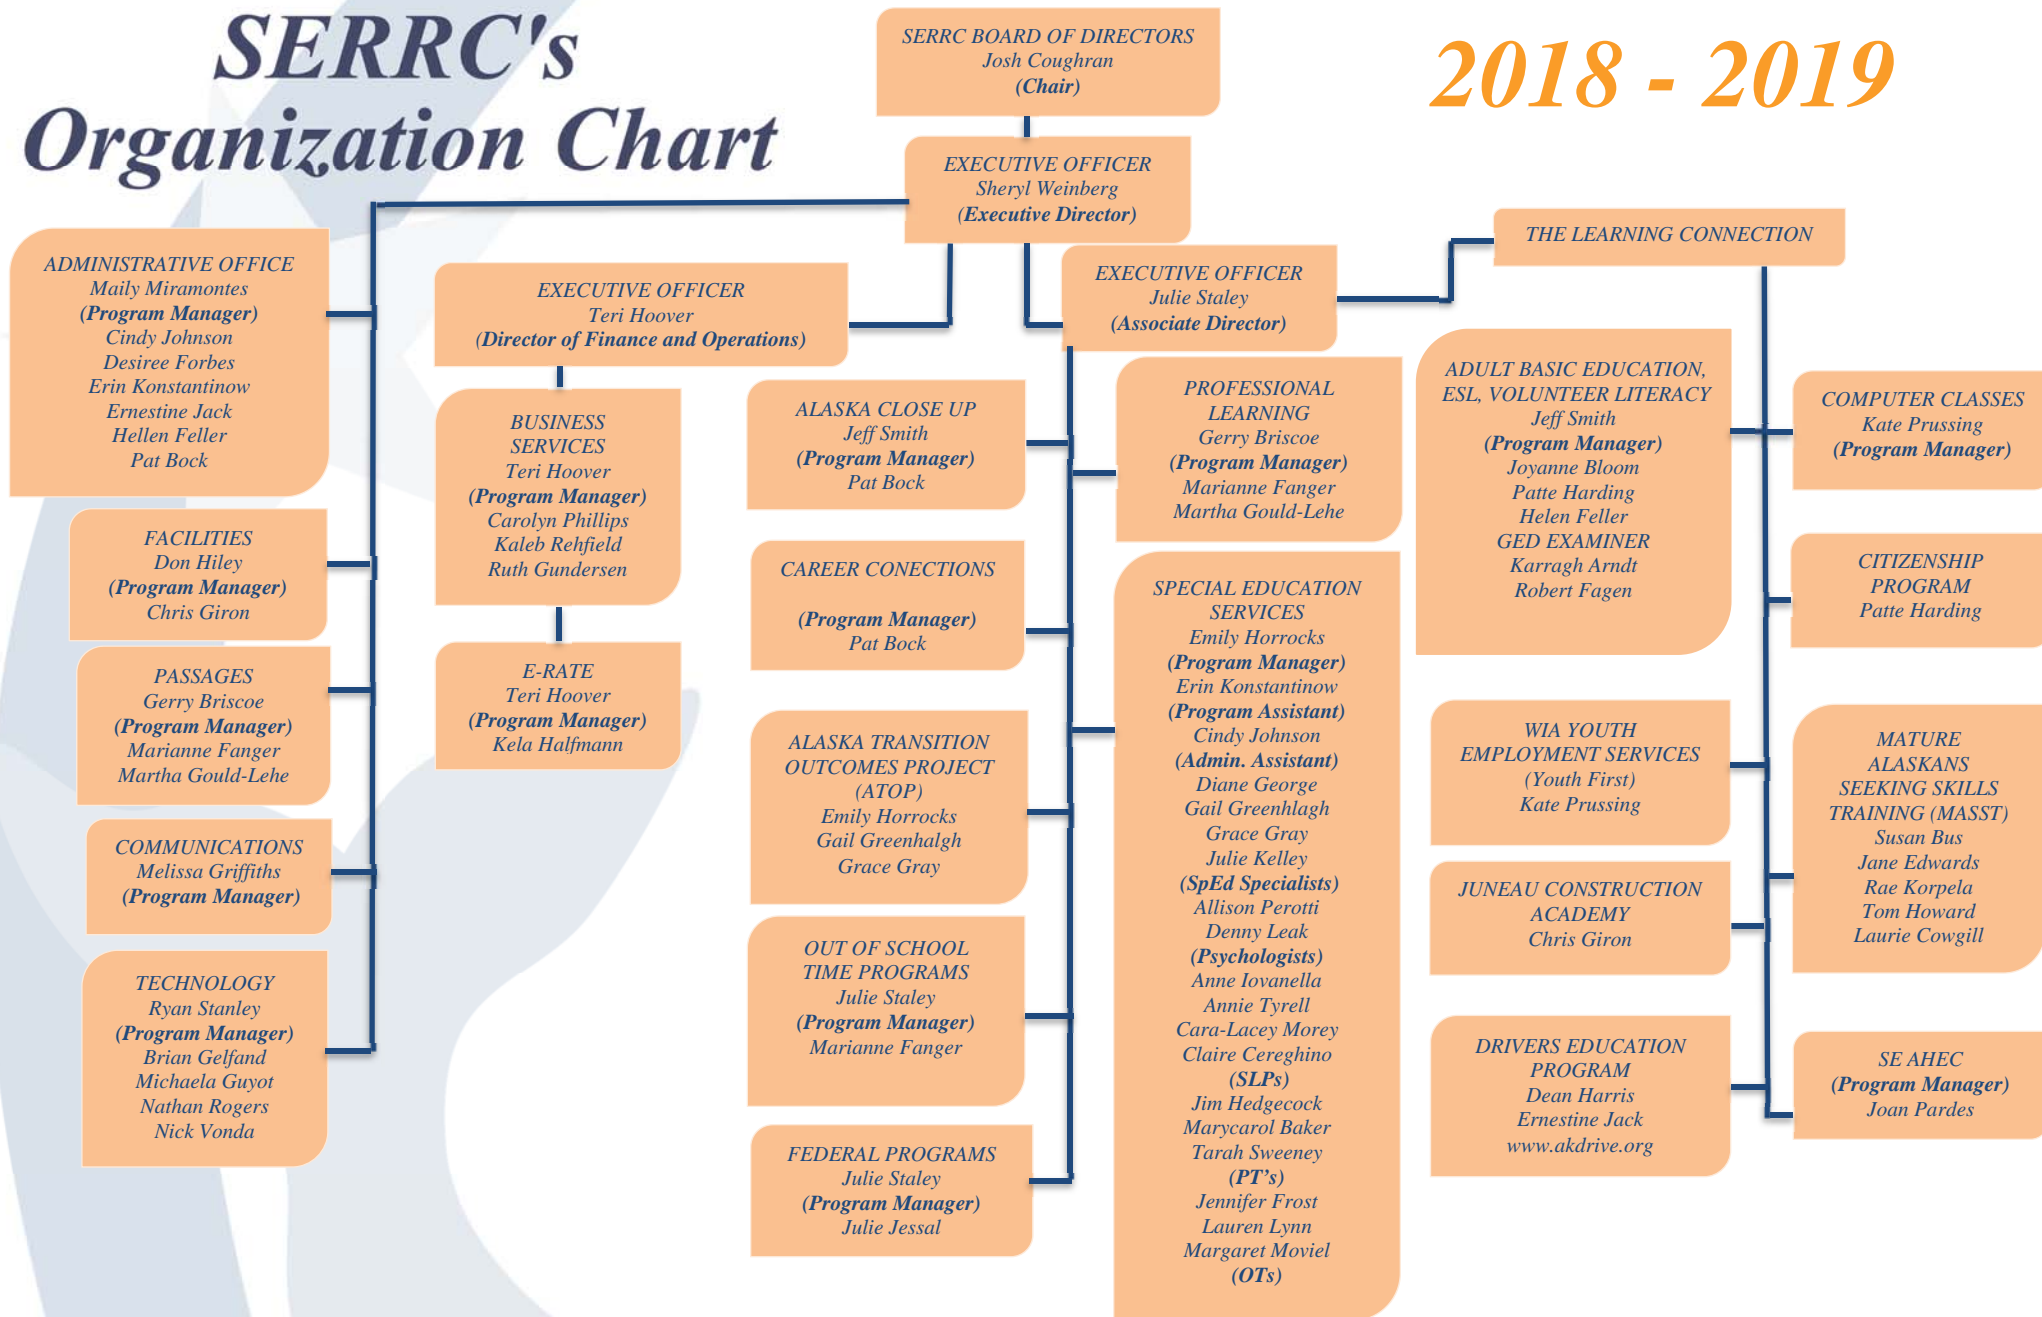 SERRC's
Organization Chart
2018 - 2019
SERRC BOARD OF DIRECTORS
Josh Coughran
(Chair)
EXECUTIVE OFFICER
Sheryl Weinberg
(Executive Director)
ADMINISTRATIVE OFFICE
Maily Miramontes
(Program Manager)
Cindy Johnson
Desiree Forbes
Erin Konstantinow
Ernestine Jack
Hellen Feller
Pat Bock
FACILITIES
Don Hiley
(Program Manager)
Chris Giron
PASSAGES
Gerry Briscoe
(Program Manager)
Marianne Fanger
Martha Gould-Lehe
COMMUNICATIONS
Melissa Griffiths
(Program Manager)
TECHNOLOGY
Ryan Stanley
(Program Manager)
Brian Gelfand
Michaela Guyot
Nathan Rogers
Nick Vonda
EXECUTIVE OFFICER
Teri Hoover
(Director of Finance and Operations)
BUSINESS
SERVICES
Teri Hoover
(Program Manager)
Carolyn Phillips
Kaleb Rehfield
Ruth Gundersen
E-RATE
Teri Hoover
(Program Manager)
Kela Halfmann
EXECUTIVE OFFICER
Julie Staley
(Associate Director)
ALASKA CLOSE UP
Jeff Smith
(Program Manager)
Pat Bock
CAREER CONECTIONS
(Program Manager)
Pat Bock
ALASKA TRANSITION
OUTCOMES PROJECT
(ATOP)
Emily Horrocks
Gail Greenhalgh
Grace Gray
OUT OF SCHOOL
TIME PROGRAMS
Julie Staley
(Program Manager)
Marianne Fanger
FEDERAL PROGRAMS
Julie Staley
(Program Manager)
Julie Jessal
PROFESSIONAL
LEARNING
Gerry Briscoe
(Program Manager)
Marianne Fanger
Martha Gould-Lehe
SPECIAL EDUCATION
SERVICES
Emily Horrocks
(Program Manager)
Erin Konstantinow
(Program Assistant)
Cindy Johnson
(Admin. Assistant)
Diane George
Gail Greenhlagh
Grace Gray
Julie Kelley
(SpEd Specialists)
Allison Perotti
Denny Leak
(Psychologists)
Anne Iovanella
Annie Tyrell
Cara-Lacey Morey
Claire Cereghino
(SLPs)
Jim Hedgecock
Marycarol Baker
Tarah Sweeney
(PT’s)
Jennifer Frost
Lauren Lynn
Margaret Moviel
(OTs)
THE LEARNING CONNECTION
ADULT BASIC EDUCATION,
ESL, VOLUNTEER LITERACY
Jeff Smith
(Program Manager)
Joyanne Bloom
Patte Harding
Helen Feller
GED EXAMINER
Karragh Arndt
Robert Fagen
WIA YOUTH
EMPLOYMENT SERVICES
(Youth First)
Kate Prussing
JUNEAU CONSTRUCTION
ACADEMY
Chris Giron
DRIVERS EDUCATION
PROGRAM
Dean Harris
Ernestine Jack
www.akdrive.org
COMPUTER CLASSES
Kate Prussing
(Program Manager)
CITIZENSHIP
PROGRAM
Patte Harding
MATURE
ALASKANS
SEEKING SKILLS
TRAINING (MASST)
Susan Bus
Jane Edwards
Rae Korpela
Tom Howard
Laurie Cowgill
SE AHEC
(Program Manager)
Joan Pardes